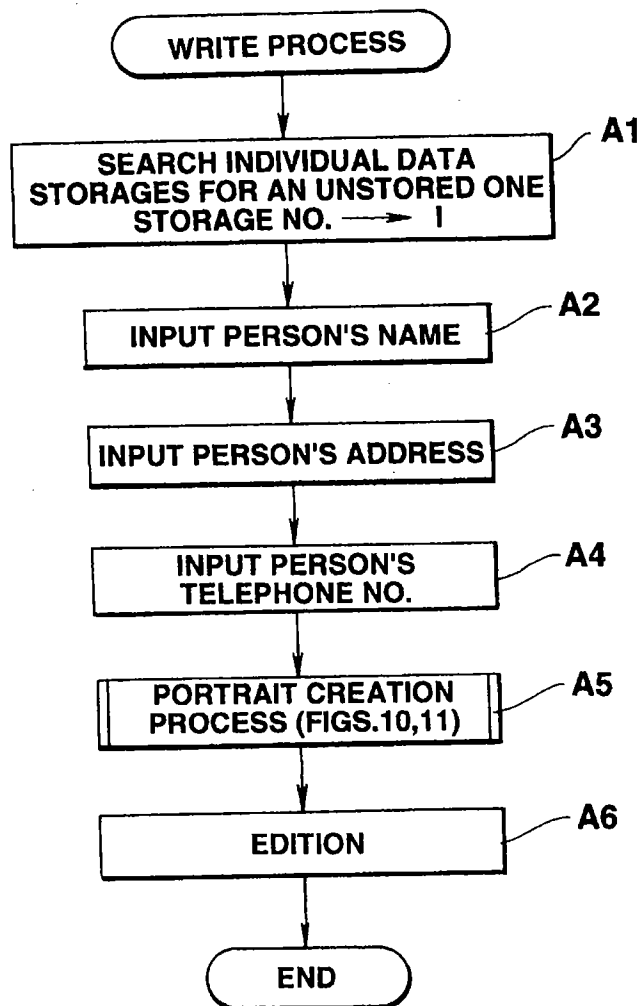 WRITE PROCESS
A1
SEARCH INDIVIDUAL DATA
STORAGES FOR AN UNSTORED ONE
STORAGE NO. → I
A2
INPUT PERSON'S NAME
A3
INPUT PERSON'S ADDRESS
A4
INPUT PERSON'S
TELEPHONE NO.
A5
PORTRAIT CREATION
PROCESS (FIGS.10,11)
A6
EDITION
END